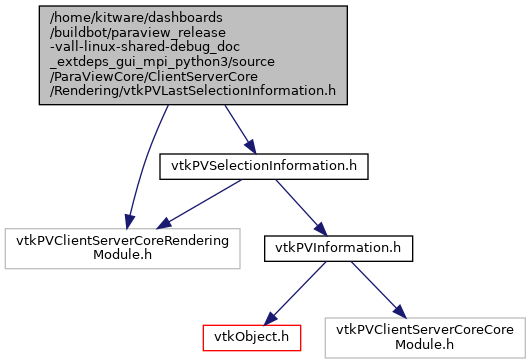 /home/kitware/dashboards
/buildbot/paraview_release
-vall-linux-shared-debug_doc
_extdeps_gui_mpi_python3/source
/ParaViewCore/ClientServerCore
/Rendering/vtkPVLastSelectionInformation.h
vtkPVSelectionInformation.h
vtkPVClientServerCoreRendering
Module.h
vtkPVInformation.h
vtkObject.h
vtkPVClientServerCoreCore
Module.h